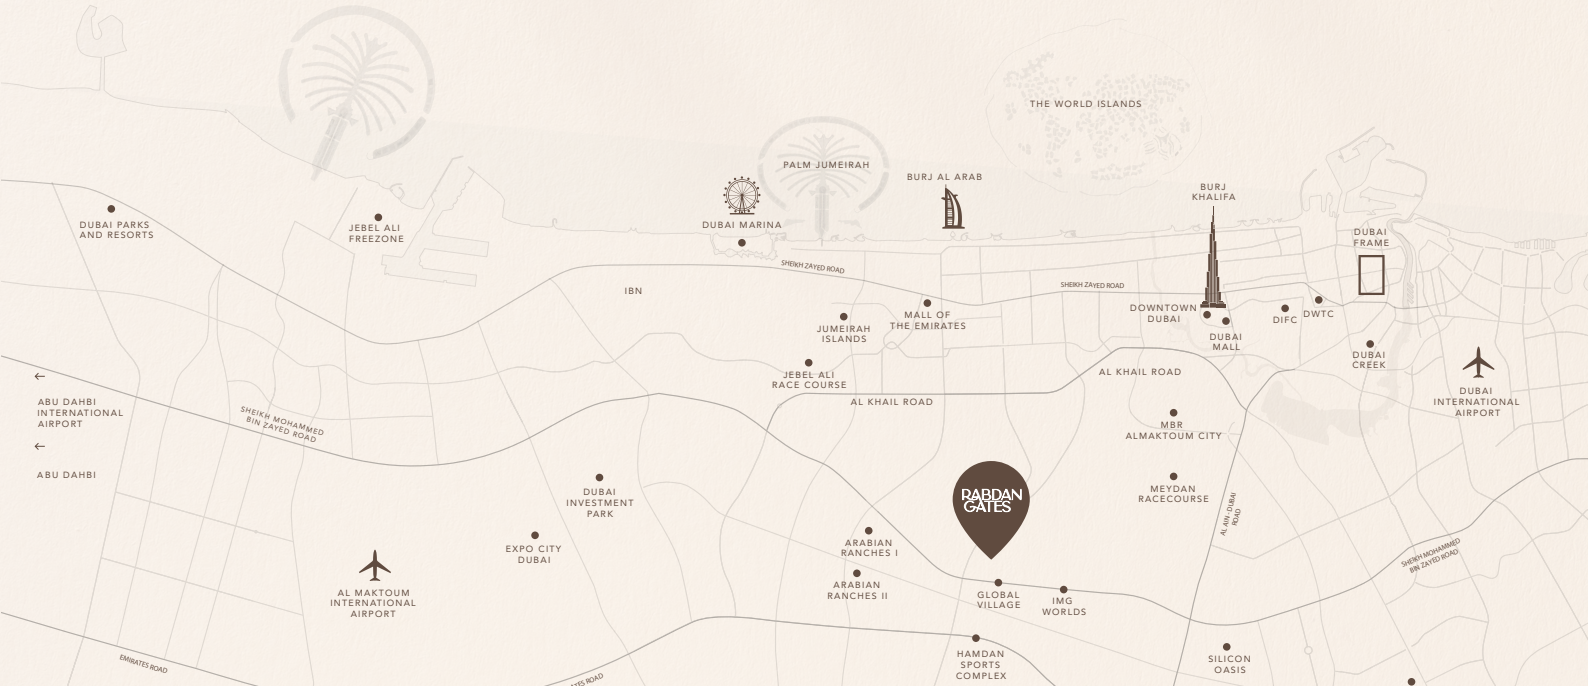 THE WORLD ISLANDS
PALM JUMEIRAH
BURJ AL ARAB
BURJ
KHALIFA
DUBAI PARKS
AND RESORTS
JEBEL ALI
FREEZONE
DUBAI MARINA
DUBAI
FRAME
SHEIKH ZAYED ROAD
SHEIKH ZAYED ROAD
IBN
MALL OF
THE EMIRATES
JUMEIRAH
ISLANDS
DOWNTOWN
DUBAI
DUBAI
MALL
DIFC
DWTC
DUBAI
CREEK
JEBEL ALI
RACE COURSE
AL KHAIL ROAD
AL KHAIL ROAD
DUBAI
INTERNATIONAL
AIRPORT
←
ABU DAHBI
INTERNATIONAL
AIRPORT
←
ABU DAHBI
SHEIKH MOHAMMED
BIN ZAYED ROAD
MBR
ALMAKTOUM CITY
MEYDAN
RACECOURSE
DUBAI
INVESTMENT
PARK
RABDAN
GATES
AL AIN - DUBAI
ROAD
EXPO CITY
DUBAI
ARABIAN
RANCHES I
ARABIAN
RANCHES II
SHEIKH MOHAMMED
BIN ZAYED ROAD
AL MAKTOUM
INTERNATIONAL
AIRPORT
GLOBAL
VILLAGE
IMG
WORLDS
HAMDAN
SPORTS
COMPLEX
SILICON
OASIS
EMIRATES ROAD
ROAD